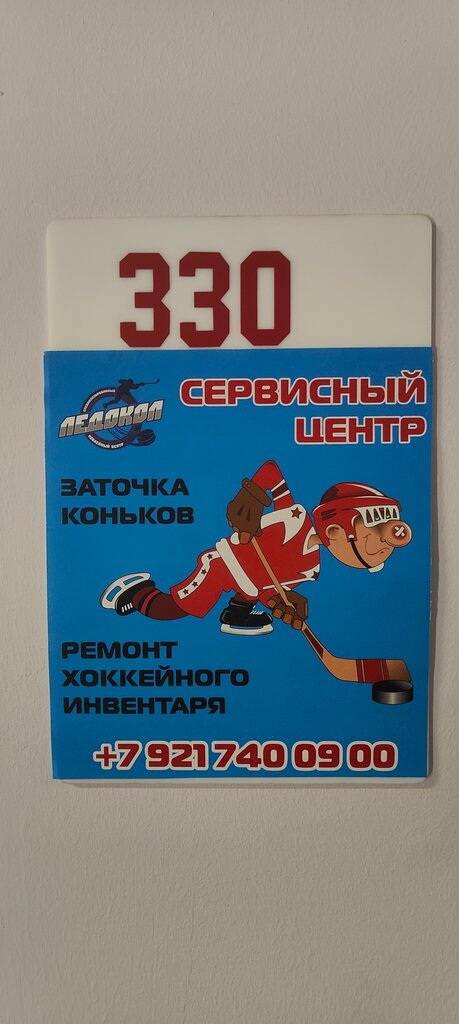 330
ЛЕДОКОЛ
СЕРВИСНЫЙ
ЦЕНТР
ЗАТОЧКА
КОНЬКОВ
РЕМОНТ
ХОККЕЙНОГО
ИНВЕНТАРЯ
+7 921 740 09 00